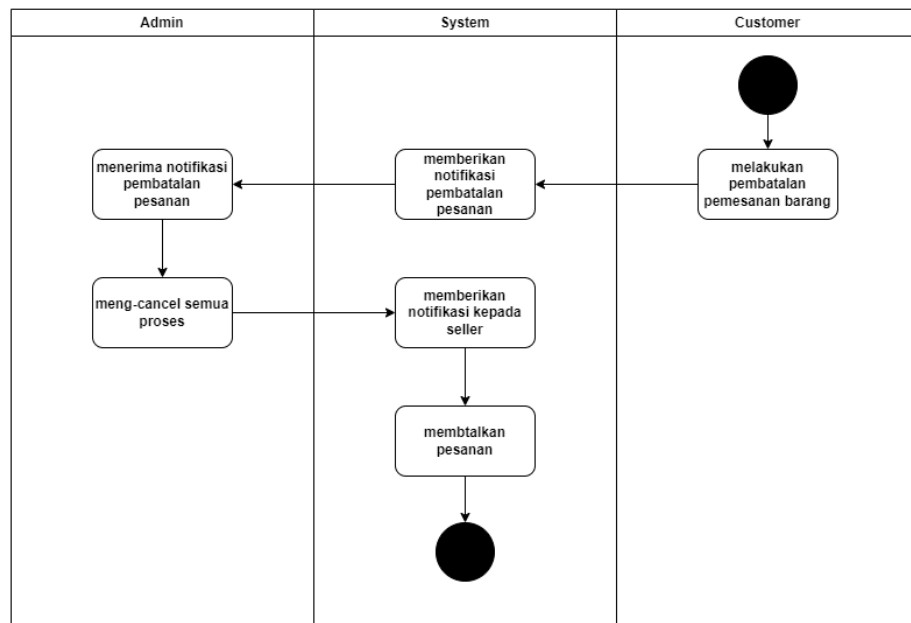 Admin
System
Customer
menerima notifikasi
pembatalan
pesanan
memberikan
notifikasi
pembatalan
pesanan
melakukan
pembatalan
pemesanan barang
meng-cancel semua
proses
memberikan
notifikasi kepada
seller
membtalkan
pesanan